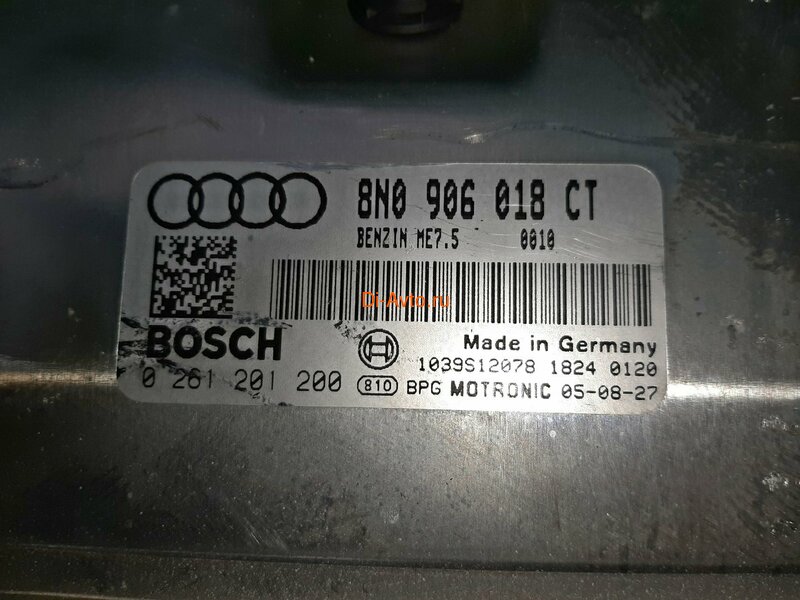 8N0 906 018 CT
BENZIN ME7.5 0010
Di-Avto.ru
BOSCH
Made in Germany
1039S12078 1824 0120
0 261 201 200
810 BPG MOTRONIC 05-08-27